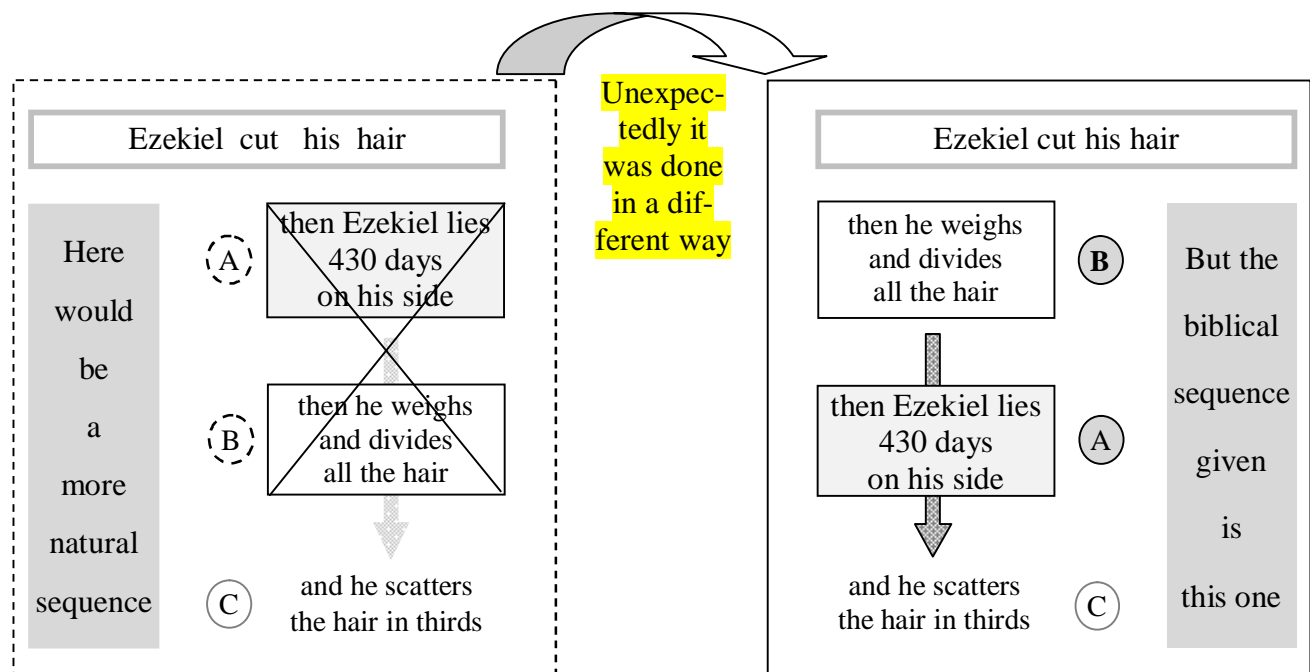 Ezekiel cut his hair
Here
would
be
a
more
natural
sequence
A
then Ezekiel lies
430 days
on his side
B
then he weighs
and divides
all the hair
C
and he scatters
the hair in thirds
Unexpec-
tedly it
was done
in a dif-
ferent way
Ezekiel cut his hair
then he weighs
and divides
all the hair
B
then Ezekiel lies
430 days
on his side
A
and he scatters
the hair in thirds
C
But the
biblical
sequence
given
is
this one